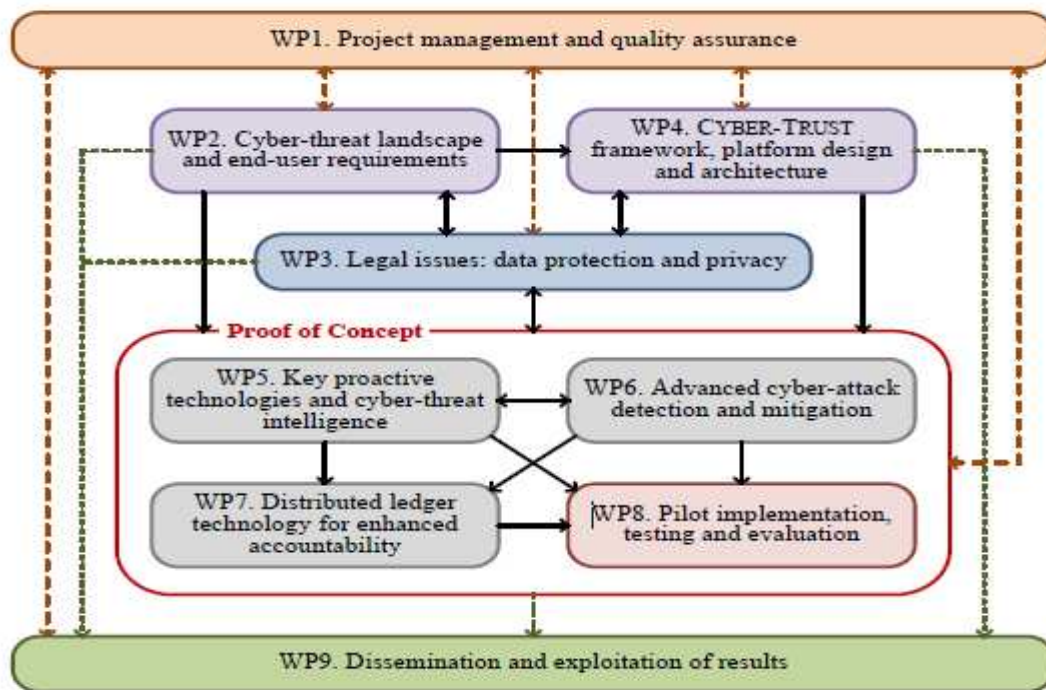 WP1. Project management and quality assurance
WP2. Cyber-threat landscape
and end-user requirements
WP4. CYBER-TRUST
framework, platform design
and architecture
WP3. Legal issues: data protection and privacy
Proof of Concept
WP5. Key proactive
technologies and cyber-threat
intelligence
WP6. Advanced cyber-attack
detection and mitigation
WP7. Distributed ledger
technology for enhanced
accountability
WP8. Pilot implementation,
testing and evaluation
WP9. Dissemination and exploitation of results